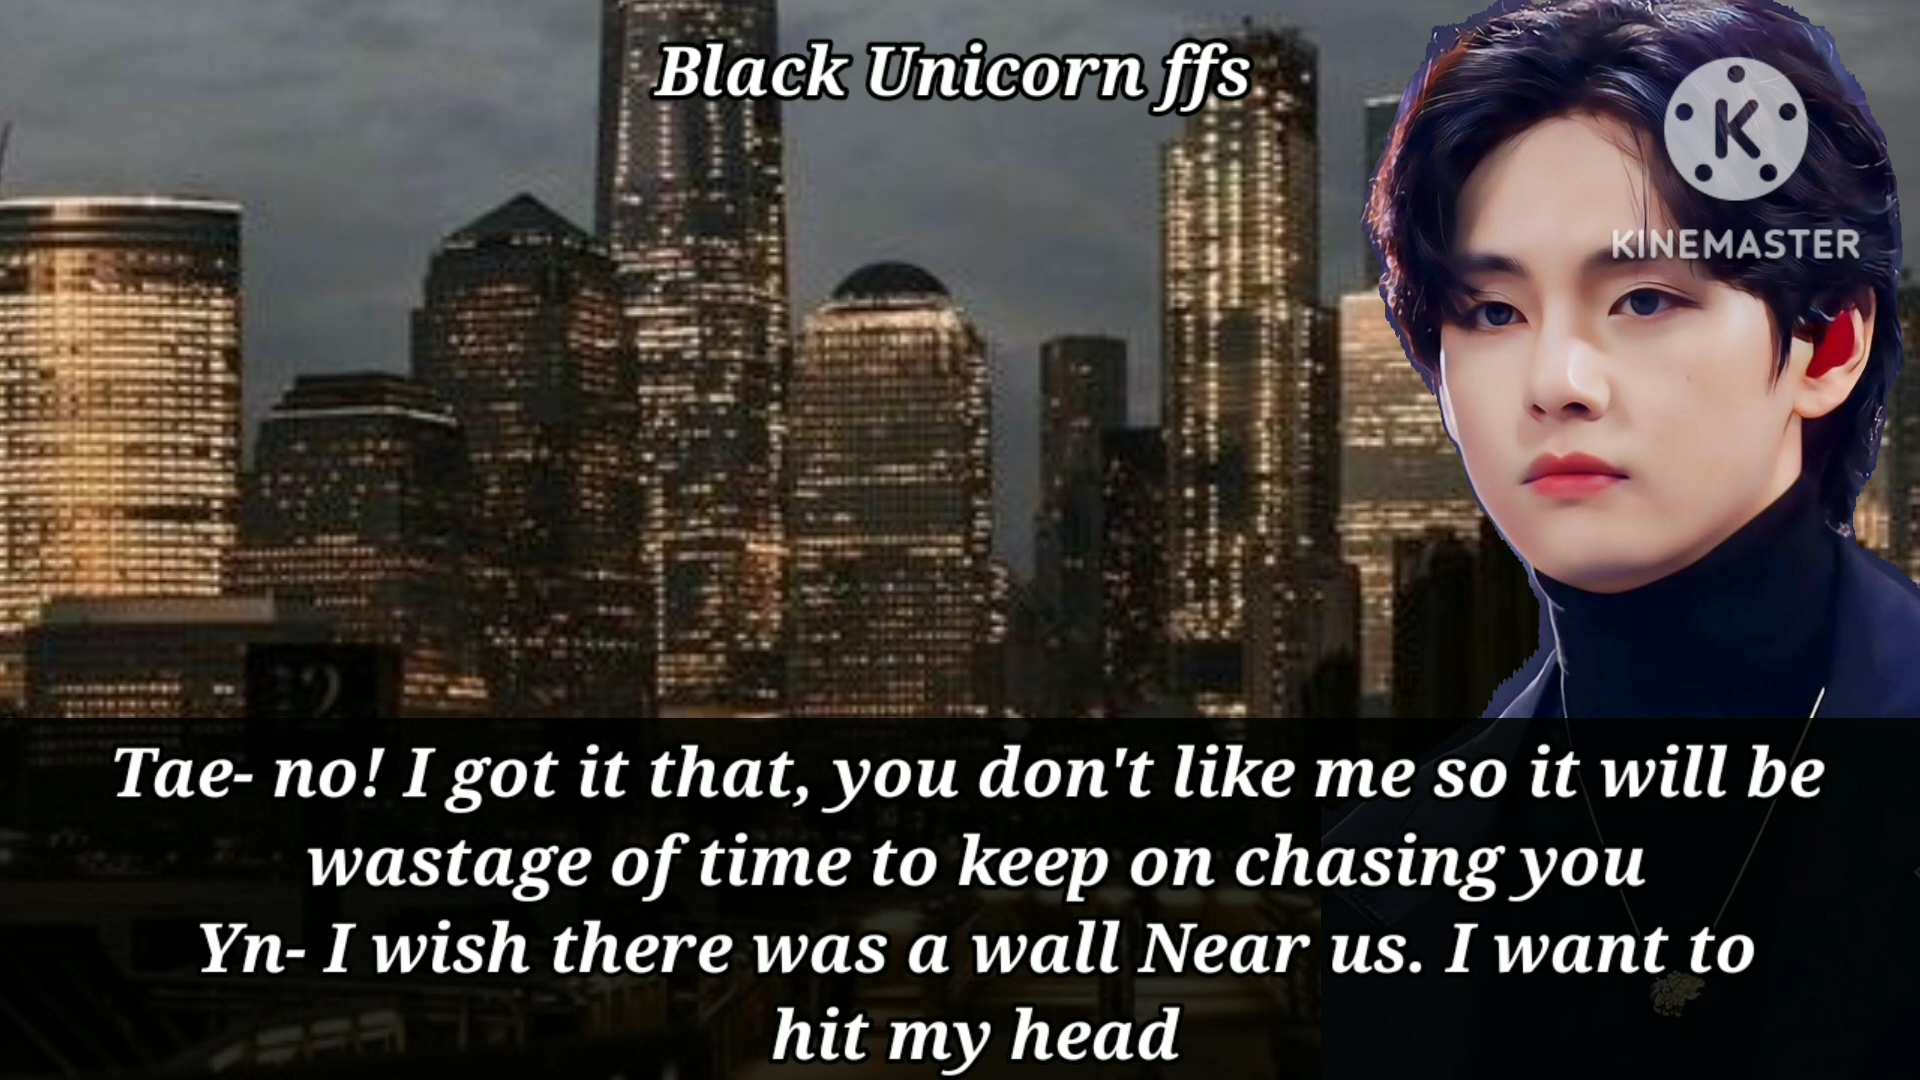 Black Unicorn ffs
K
KINEMASTER
12
Tae- no! I got it that, you don't like me so it will be
wastage of time to keep on chasing you
Yn- I wish there was a wall Near us. I want to
hit my head